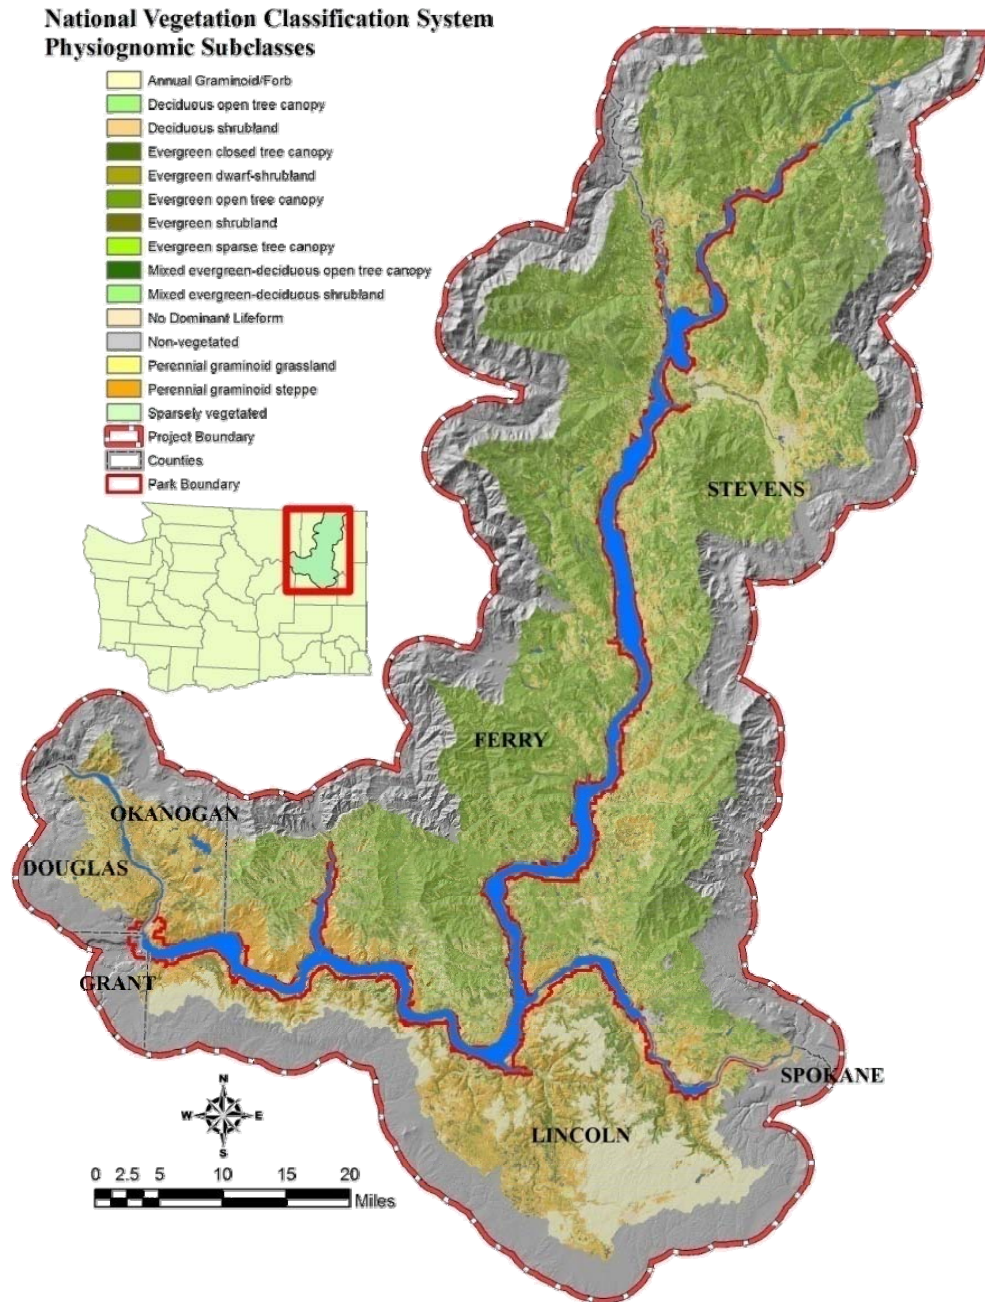 National Vegetation Classification System
Physiognomic Subclasses
Annual Graminoid/Forb
Deciduous open tree canopy
Deciduous shrubland
Evergreen closed tree canopy
Evergreen dwarf-shrubland
Evergreen open tree canopy
Evergreen shrubland
Evergreen sparse tree canopy
Mixed evergreen-deciduous open tree canopy
Mixed evergreen-deciduous shrubland
No Dominant Lifeform
Non-vegetated
Perennial graminoid grassland
Perennial graminoid steppe
Sparsely vegetated
Project Boundary
Counties
Park Boundary
STEVENS
FERRY
OKANOGAN
DOUGLAS
GRANT
SPOKANE
LINCOLN
N
W E
S
0 2.5 5 10 15 20
Miles